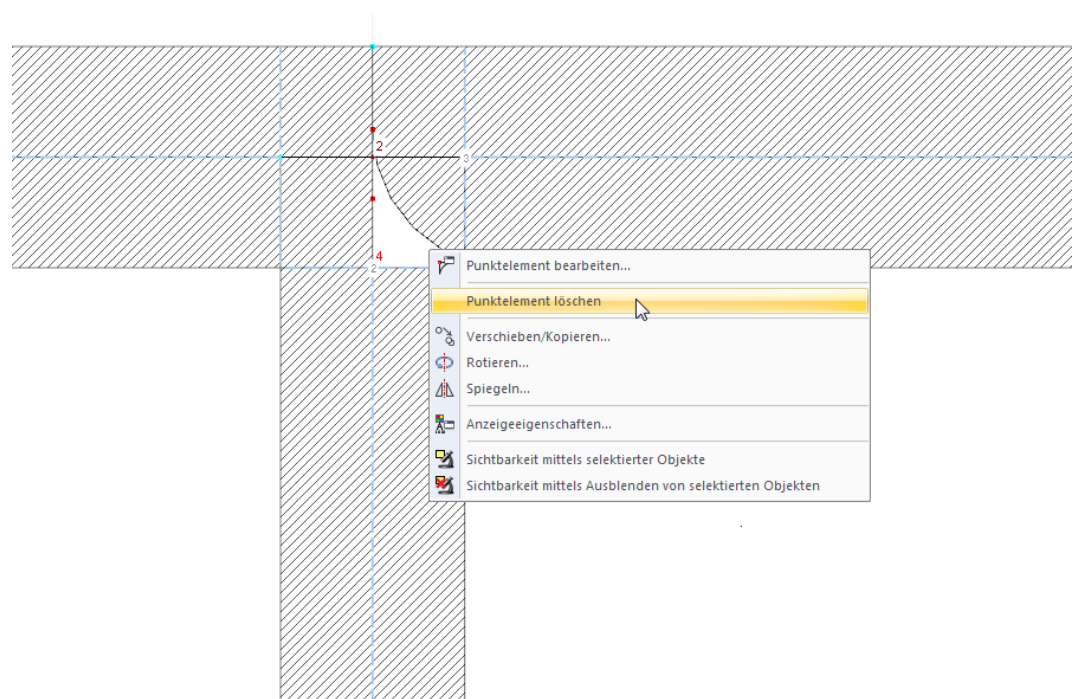 2
3
4
2
Punktelement bearbeiten...
Punktelement löschen
Verschieben/Kopieren...
Rotieren...
Spiegeln...
Anzeigeeigenschaften...
Sichtbarkeit mittels selektierter Objekte
Sichtbarkeit mittels Ausblenden von selektierten Objekten